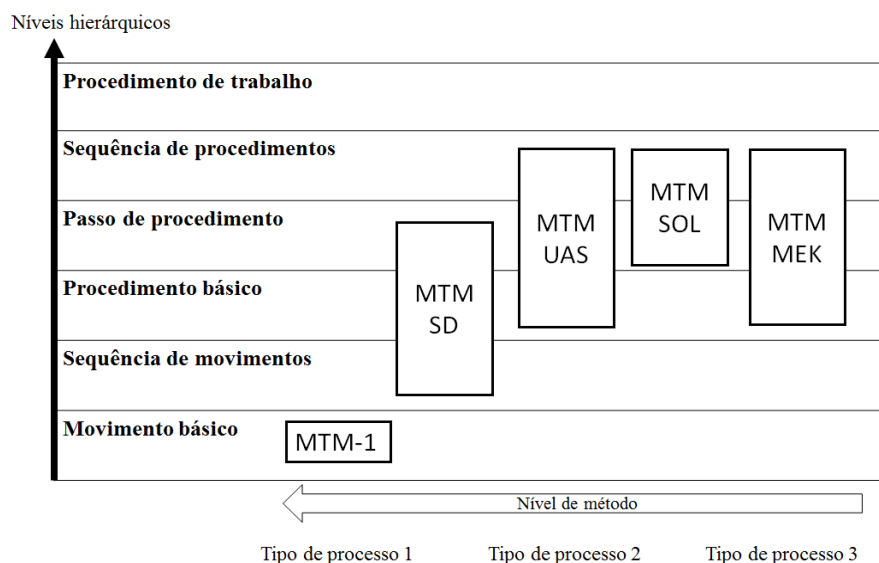 Níveis hierárquicos
Procedimento de trabalho
Sequência de procedimentos
Passo de procedimento
Procedimento básico
Sequência de movimentos
Movimento básico
MTM-1
MTM
SD
MTM
UAS
MTM
SOL
MTM
MEK
Nível de método
Tipo de processo 1
Tipo de processo 2
Tipo de processo 3